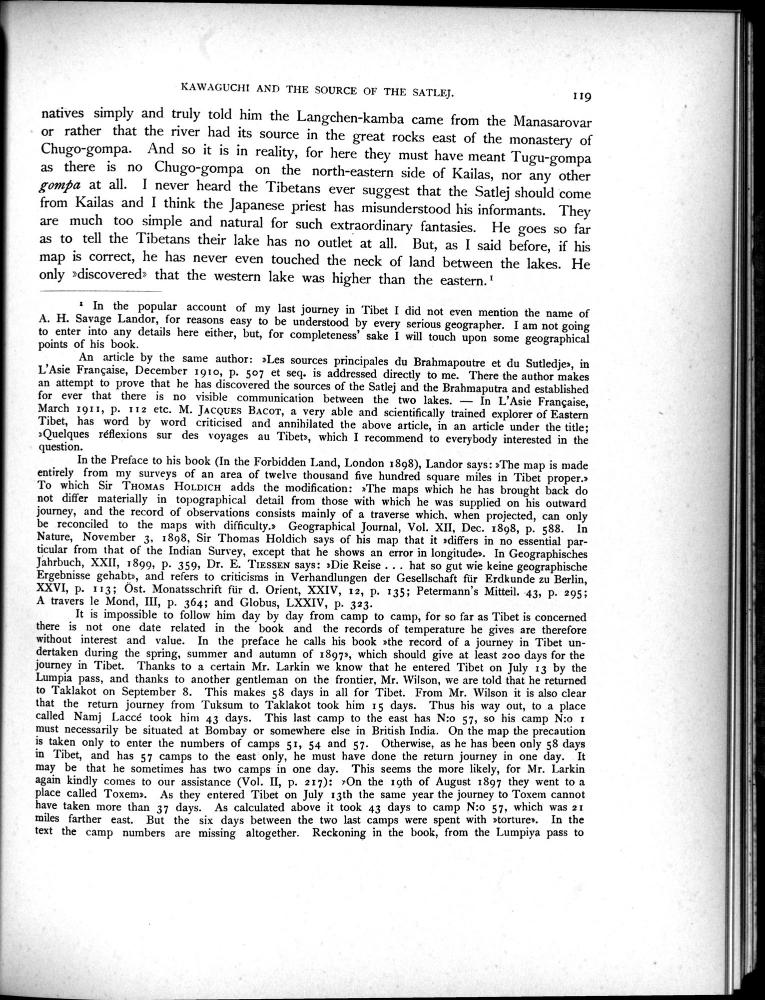 KAWAGUCHI AND THE SOURCE OF THE SATLEJ.
119
natives simply and truly told him the Langchen-kamba came from the Manasarovar
or rather that the river had its source in the great rocks east of the monastery of
Chugo-gompa. And so it is in reality, for here they must have meant Tugu-gompa
as there is no Chugo-gompa on the north-eastern side of Kailas, nor any other
gompa at all. I never heard the Tibetans ever suggest that the Satlej should come
from Kailas and I think the Japanese priest has misunderstood his informants. They
are much too simple and natural for such extraordinary fantasies. He goes so far
as to tell the Tibetans their lake has no outlet at all. But, as I said before, if his
map is correct, he has never even touched the neck of land between the lakes. He
only »discovered» that the western lake was higher than the eastern.¹
¹ In the popular account of my last journey in Tibet I did not even mention the name of
A. H. Savage Landor, for reasons easy to be understood by every serious geographer. I am not going
to enter into any details here either, but, for completeness' sake I will touch upon some geographical
points of his book.
An article by the same author: »Les sources principales du Brahmapoutre et du Sutledje», in
L'Asie Française, December 1910, p. 507 et seq. is addressed directly to me. There the author makes
an attempt to prove that he has discovered the sources of the Satlej and the Brahmaputra and established
for ever that there is no visible communication between the two lakes. — In L'Asie Française,
March 1911, p. 112 etc. M. JACQUES BACOT, a very able and scientifically trained explorer of Eastern
Tibet, has word by word criticised and annihilated the above article, in an article under the title;
»Quelques réflexions sur des voyages au Tibet», which I recommend to everybody interested in the
question.
In the Preface to his book (In the Forbidden Land, London 1898), Landor says: »The map is made
entirely from my surveys of an area of twelve thousand five hundred square miles in Tibet proper.»
To which Sir THOMAS HOLDICH adds the modification: »The maps which he has brought back do
not differ materially in topographical detail from those with which he was supplied on his outward
journey, and the record of observations consists mainly of a traverse which, when projected, can only
be reconciled to the maps with difficulty.» Geographical Journal, Vol. XII, Dec. 1898, p. 588. In
Nature, November 3, 1898, Sir Thomas Holdich says of his map that it »differs in no essential par-
ticular from that of the Indian Survey, except that he shows an error in longitude». In Geographisches
Jahrbuch, XXII, 1899, p. 359, Dr. E. TIESSEN says: »Die Reise . . . hat so gut wie keine geographische
Ergebnisse gehabt», and refers to criticisms in Verhandlungen der Gesellschaft für Erdkunde zu Berlin,
XXVI, p. 113; Öst. Monatsschrift für d. Orient, XXIV, 12, p. 135; Petermann's Mitteil. 43, p. 295;
A travers le Mond, III, p. 364; and Globus, LXXIV, p. 323.
It is impossible to follow him day by day from camp to camp, for so far as Tibet is concerned
there is not one date related in the book and the records of temperature he gives are therefore
without interest and value. In the preface he calls his book »the record of a journey in Tibet un-
dertaken during the spring, summer and autumn of 1897», which should give at least 200 days for the
journey in Tibet. Thanks to a certain Mr. Larkin we know that he entered Tibet on July 13 by the
Lumpia pass, and thanks to another gentleman on the frontier, Mr. Wilson, we are told that he returned
to Taklakot on September 8. This makes 58 days in all for Tibet. From Mr. Wilson it is also clear
that the return journey from Tuksum to Taklakot took him 15 days. Thus his way out, to a place
called Namj Laccé took him 43 days. This last camp to the east has N:o 57, so his camp N:o 1
must necessarily be situated at Bombay or somewhere else in British India. On the map the precaution
is taken only to enter the numbers of camps 51, 54 and 57. Otherwise, as he has been only 58 days
in Tibet, and has 57 camps to the east only, he must have done the return journey in one day. It
may be that he sometimes has two camps in one day. This seems the more likely, for Mr. Larkin
again kindly comes to our assistance (Vol. II, p. 217): »On the 19th of August 1897 they went to a
place called Toxem». As they entered Tibet on July 13th the same year the journey to Toxem cannot
have taken more than 37 days. As calculated above it took 43 days to camp N:o 57, which was 21
miles farther east. But the six days between the two last camps were spent with »torture». In the
text the camp numbers are missing altogether. Reckoning in the book, from the Lumpiya pass to